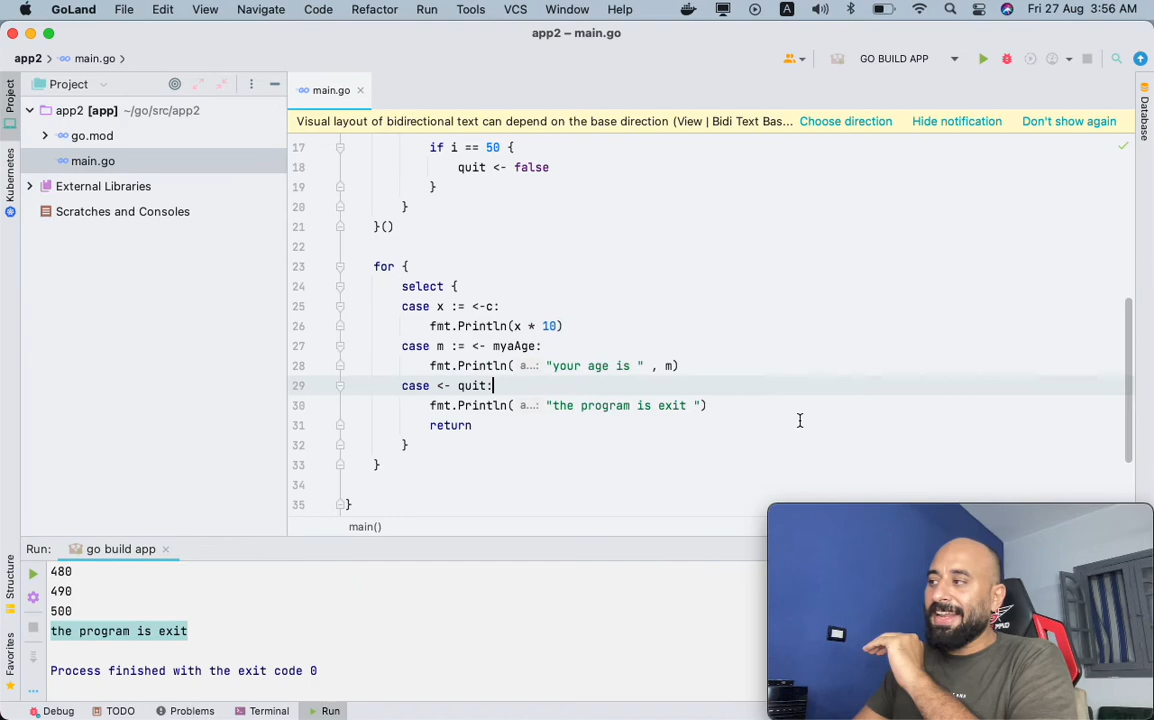 GoLand File Edit View Navigate Code Refactor Run Tools VCS Window Help A Fri 27 Aug 3:56 AM
app2 – main.go
app2 main.go GO BUILD APP
Project
main.go
app2 [app] ~/go/src/app2
go.mod
main.go
External Libraries
Scratches and Consoles
Project
Kubernetes
Structure
Favorites
Database
Visual layout of bidirectional text can depend on the base direction (View | Bidi Text Bas... Choose direction Hide notification Don't show again
17 if i == 50 {
18 quit <- false
19 }
20 }
21 }()
22
23 for {
24 select {
25 case x := <-c:
26 fmt.Println(x * 10)
27 case m := <- myaAge:
28 fmt.Println( a...: "your age is " , m)
29 case <- quit:
30 fmt.Println( a...: "the program is exit ")
31 return
32 }
33 }
34
35 }
main()
Run: go build app
480
490
500
the program is exit
Process finished with the exit code 0
Debug TODO Problems Terminal Run